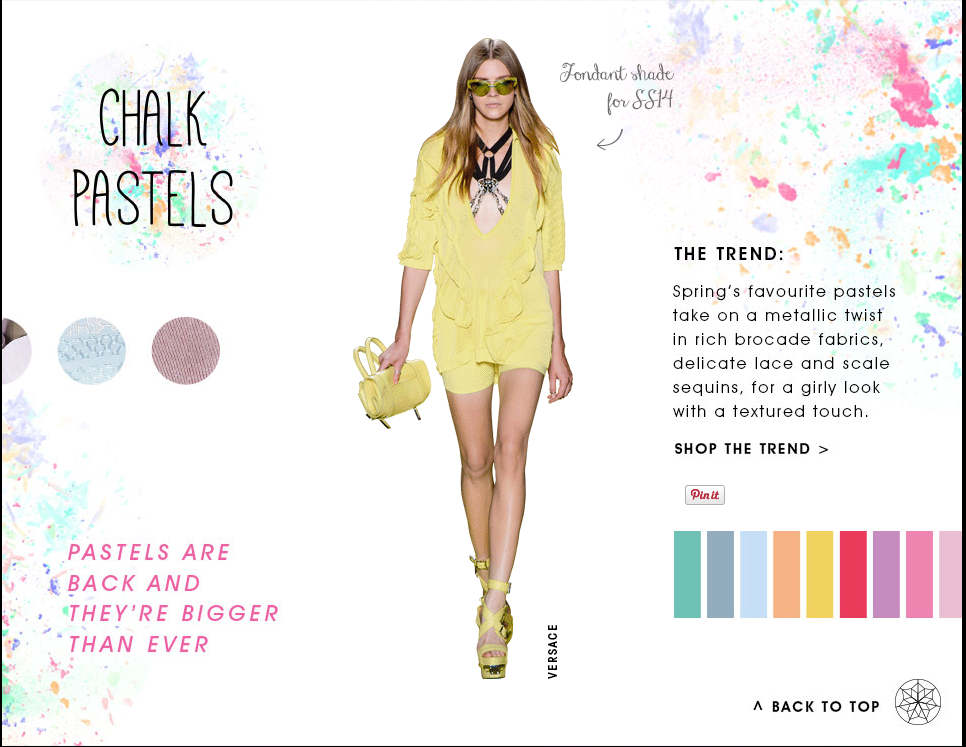 CHALK
PASTELS
Fondant shade
for SS14
THE TREND:
Spring's favourite pastels
take on a metallic twist
in rich brocade fabrics,
delicate lace and scale
sequins, for a girly look
with a textured touch.
SHOP THE TREND >
Pin it
PASTELS ARE
BACK AND
THEY'RE BIGGER
THAN EVER
VERSACE
^ BACK TO TOP